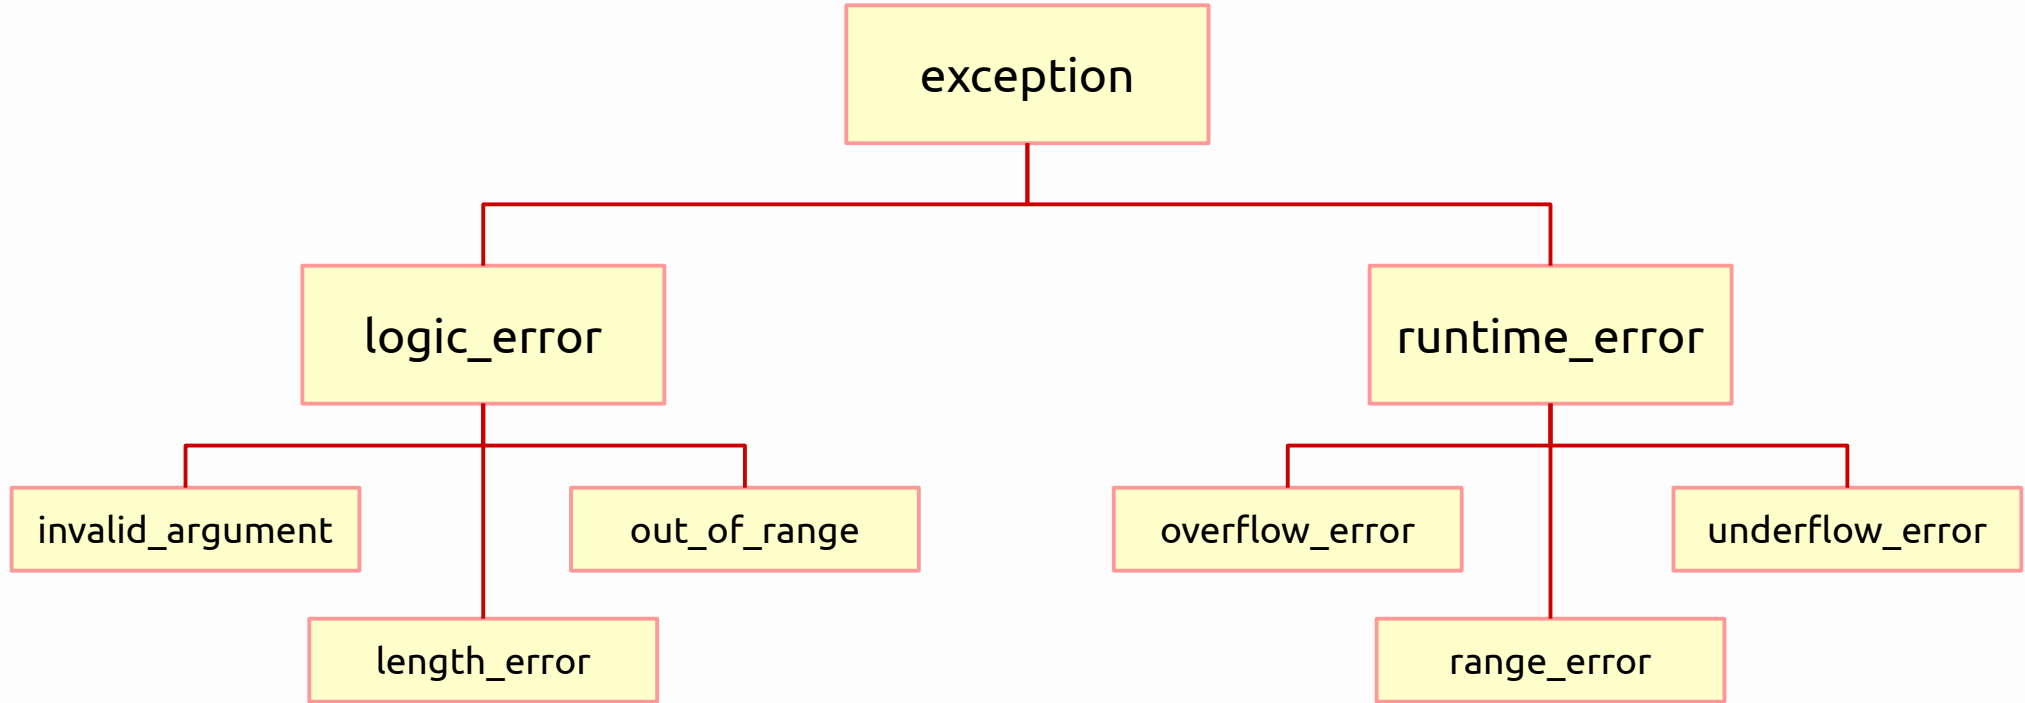 exception
logic_error
runtime_error
invalid_argument
out_of_range
overflow_error
underflow_error
length_error
range_error